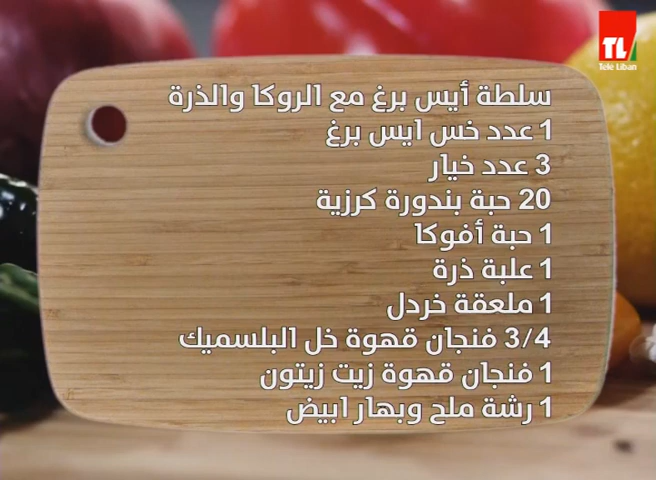 سلطة أيس برغ مع الروكا والذرة
1 عدد خس ايس برغ
3 عدد خيار
20 حبة بندورة كرزية
1 حبة أفوكا
1 علبة ذرة
1 ملعقة خردل
3/4 فنجان قهوة خل البلسميك
1 فنجان قهوة زيت زيتون
1 رشة ملح وبهار ابيض
TL
Télé Liban